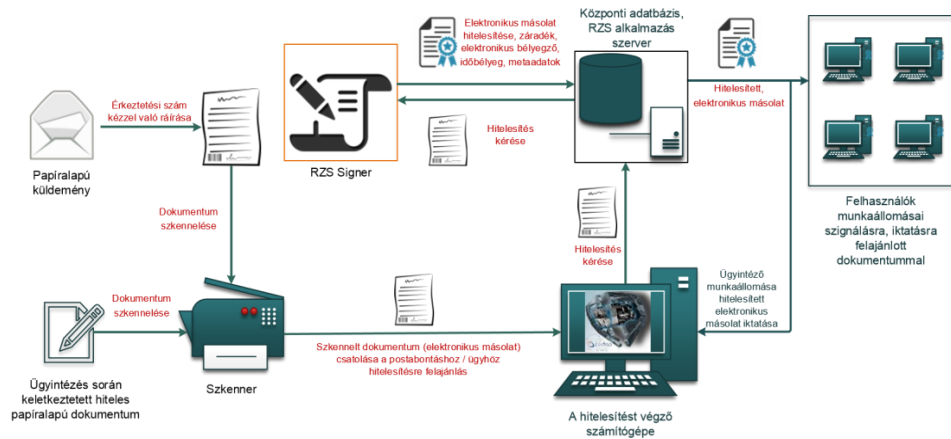 Elektronikus másolat
hitelesítése, záradék,
elektronikus bélyegző,
időbélyeg, metaadatok
Központi adatbázis,
RZS alkalmazás
szerver
Érkeztetési szám
kézzel való ráírása
Papíralapú
küldemény
RZS Signer
Hitelesítés
kérése
Hitelesített,
elektronikus másolat
Felhasználók
munkaállomásai
szignálásra, iktatásra
felajánlott
dokumentummal
Dokumentum
szkennelése
Hitelesítés
kérése
Ügyintéző
munkaállomása
hitelesített
elektronikus
másolat iktatása
Dokumentum
szkennelése
Szkennelt dokumentum (elektronikus másolat)
csatolása a postabontáshoz / ügyhöz
hitelesítésre felajánlás
Szkenner
Ügyintézés során
keletkeztetett hiteles
papíralapú dokumentum
A hitelesítést végző
számítógépe